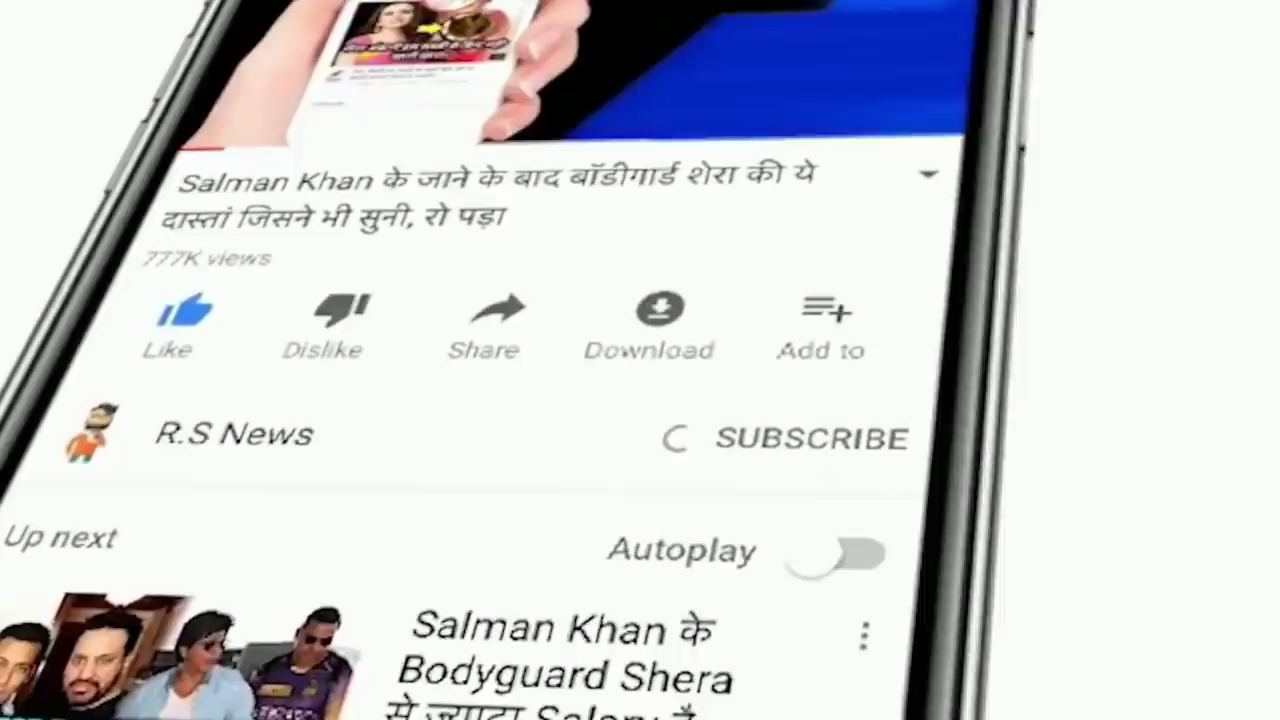 Salman Khan के जाने के बाद बॉडीगार्ड शेरा की ये
दास्तां जिसने भी सुनी, रो पड़ा
777K views
Like Dislike Share Download Add to
R.S News SUBSCRIBE
Up next Autoplay
Salman Khan के
Bodyguard Shera
से ज्यादा Salary है